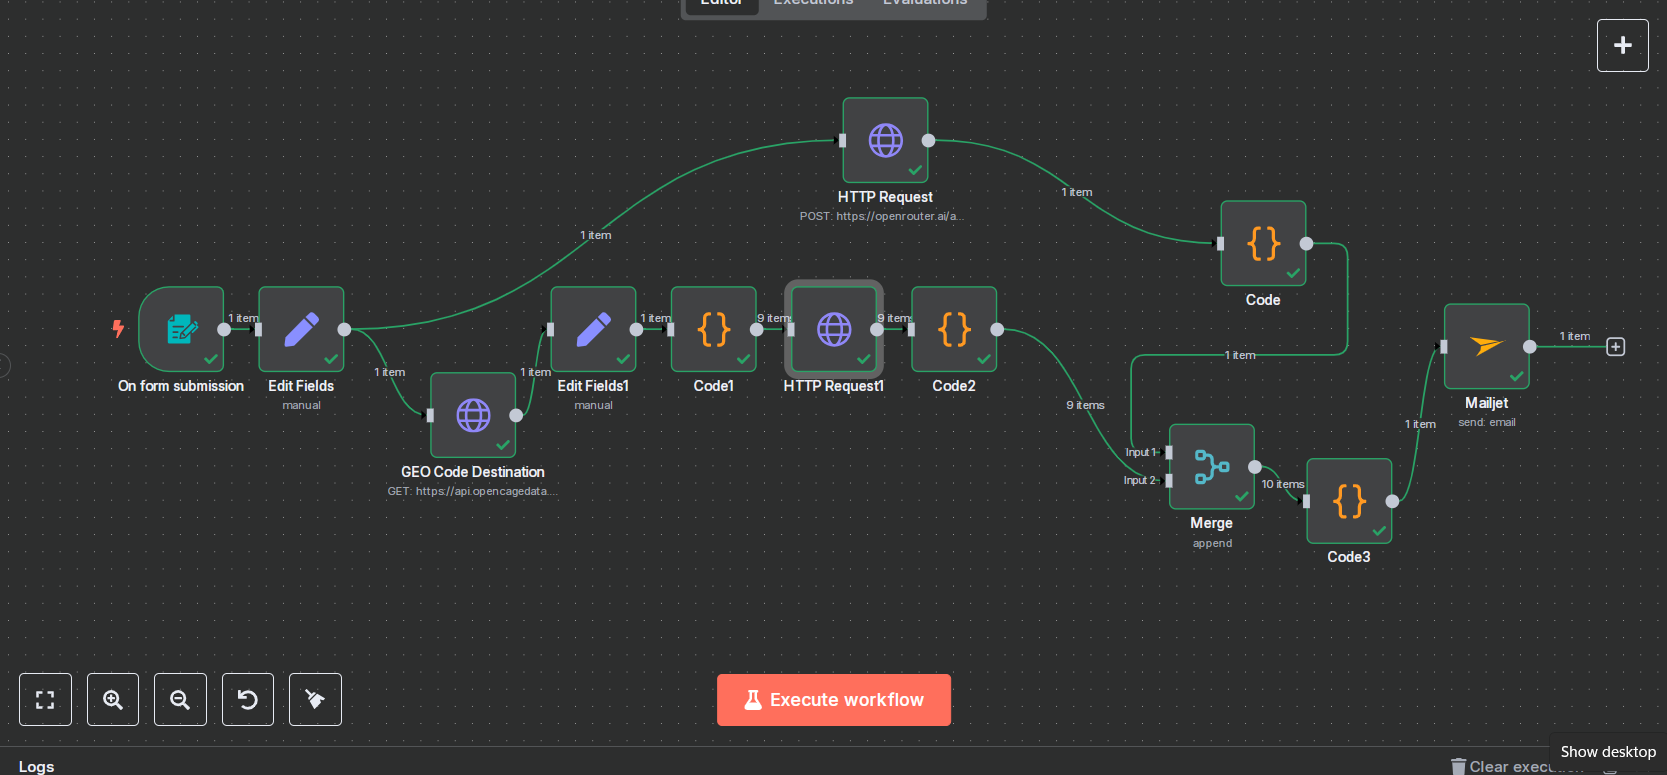 Editor Executions Evaluations
HTTP Request
POST: https://openrouter.ai/a...
1 item
1 item
Code
1 item
On form submission
1 item
Edit Fields
manual
1 item
GEO Code Destination
GET: https://api.opencagedata....
1 item
Edit Fields1
manual
1 item
Code1
9 items
HTTP Request1
9 items
Code2
9 items
Input 1
Input 2
Merge
append
10 items
Code3
1 item
Mailjet
send: email
1 item
Execute workflow
Logs
Clear execution
Show desktop